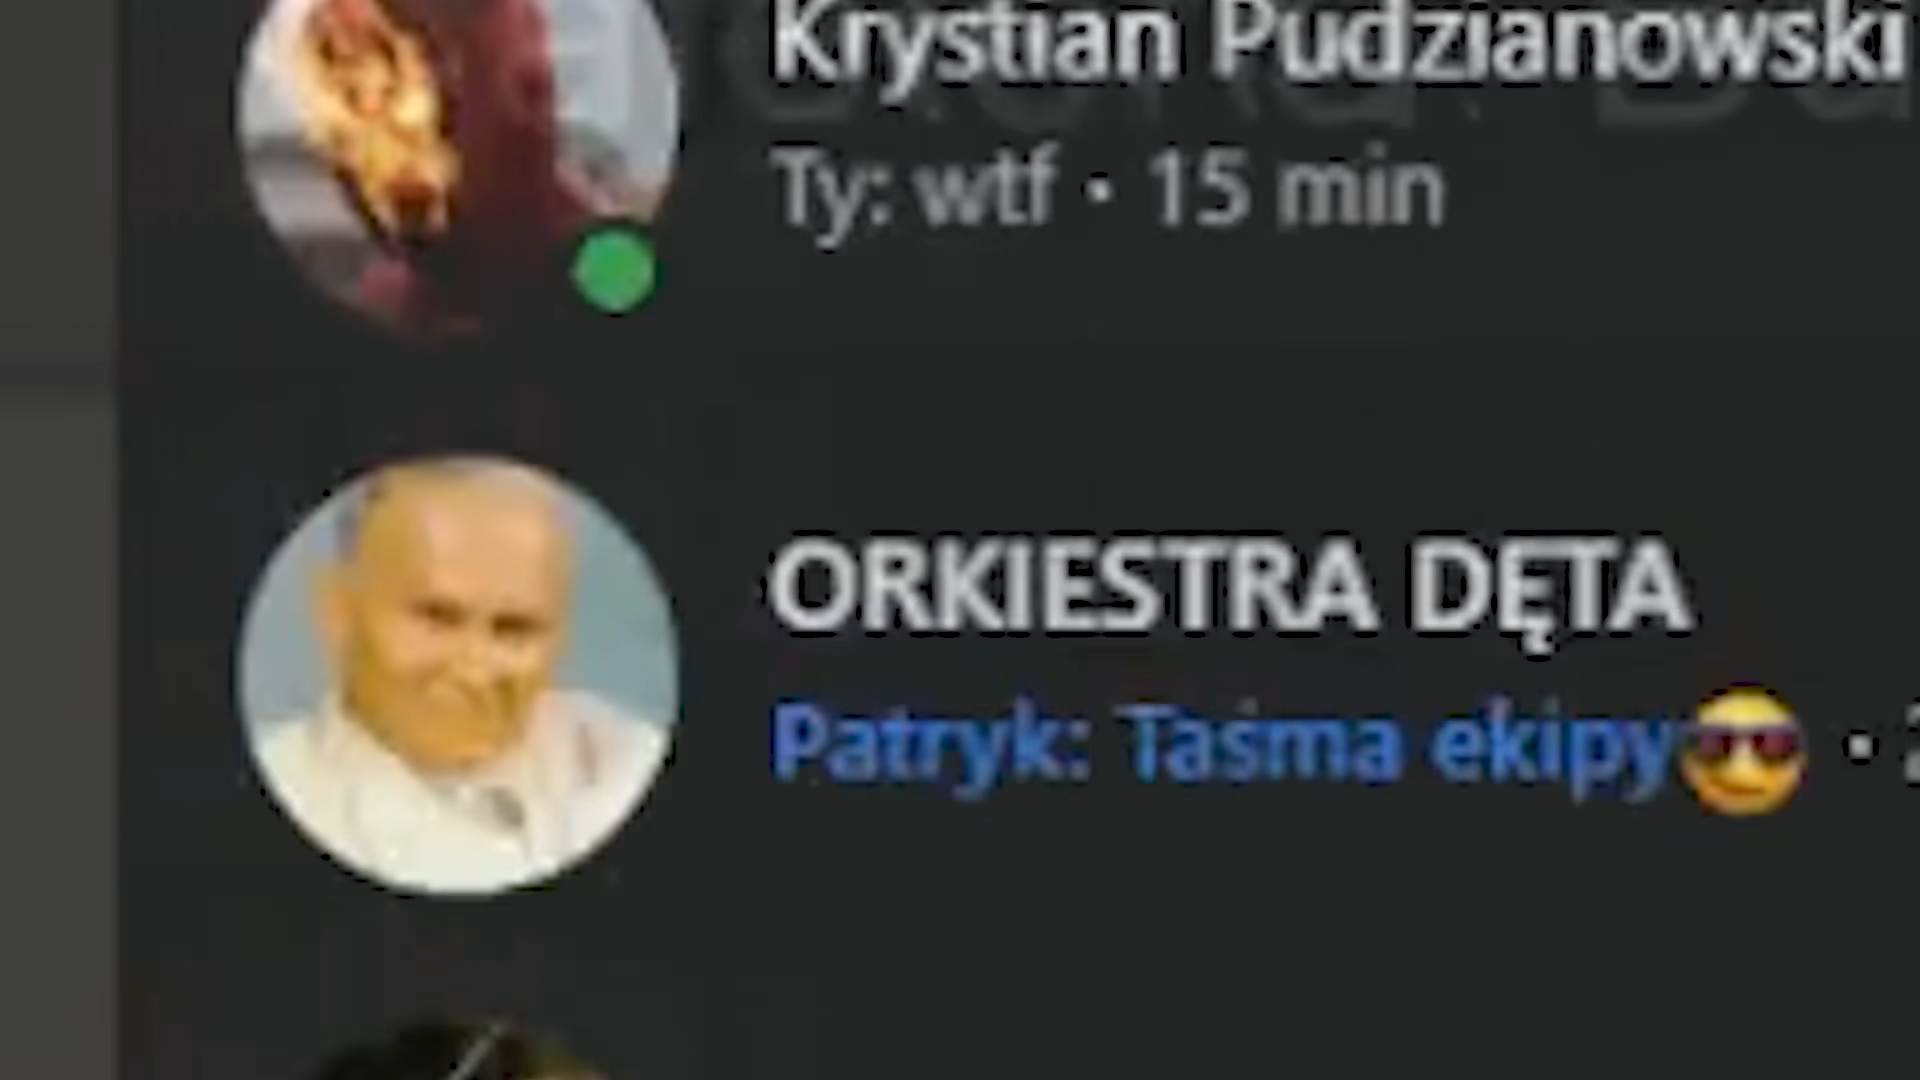 Krystian Pudzianowski
Ty: wtf • 15 min
ORKIESTRA DĘTA
Patryk: Taśma ekipy😎 •